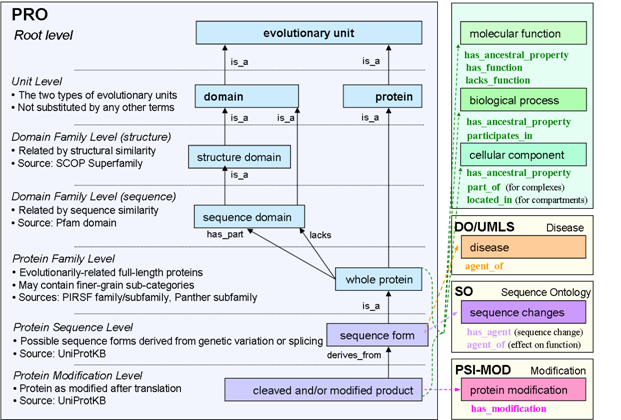 PRO
Root level
evolutionary unit
is_a
is_a
Unit Level
• The two types of evolutionary units
• Not substituted by any other terms
domain
protein
is_a
is_a
Domain Family Level (structure)
• Related by structural similarity
• Source: SCOP Superfamily
structure domain
is_a
Domain Family Level (sequence)
• Related by sequence similarity
• Source: Pfam domain
sequence domain
has_part
lacks
Protein Family Level
• Evolutionarily-related full-length proteins
• May contain finer-grain sub-categories
• Sources: PIRSF family/subfamily, Panther subfamily
whole protein
is_a
Protein Sequence Level
• Possible sequence forms derived from genetic variation or splicing
• Source: UniProtKB
sequence form
derives_from
Protein Modification Level
• Protein as modified after translation
• Source: UniProtKB
cleaved and/or modified product
molecular function
has_ancestral_property
has_function
lacks_function
biological process
has_ancestral_property
participates_in
cellular component
has_ancestral_property
part_of (for complexes)
located_in (for compartments)
DO/UMLS Disease
disease
agent_of
SO Sequence Ontology
sequence changes
has_agent (sequence change)
agent_of (effect on function)
PSI-MOD Modification
protein modification
has_modification